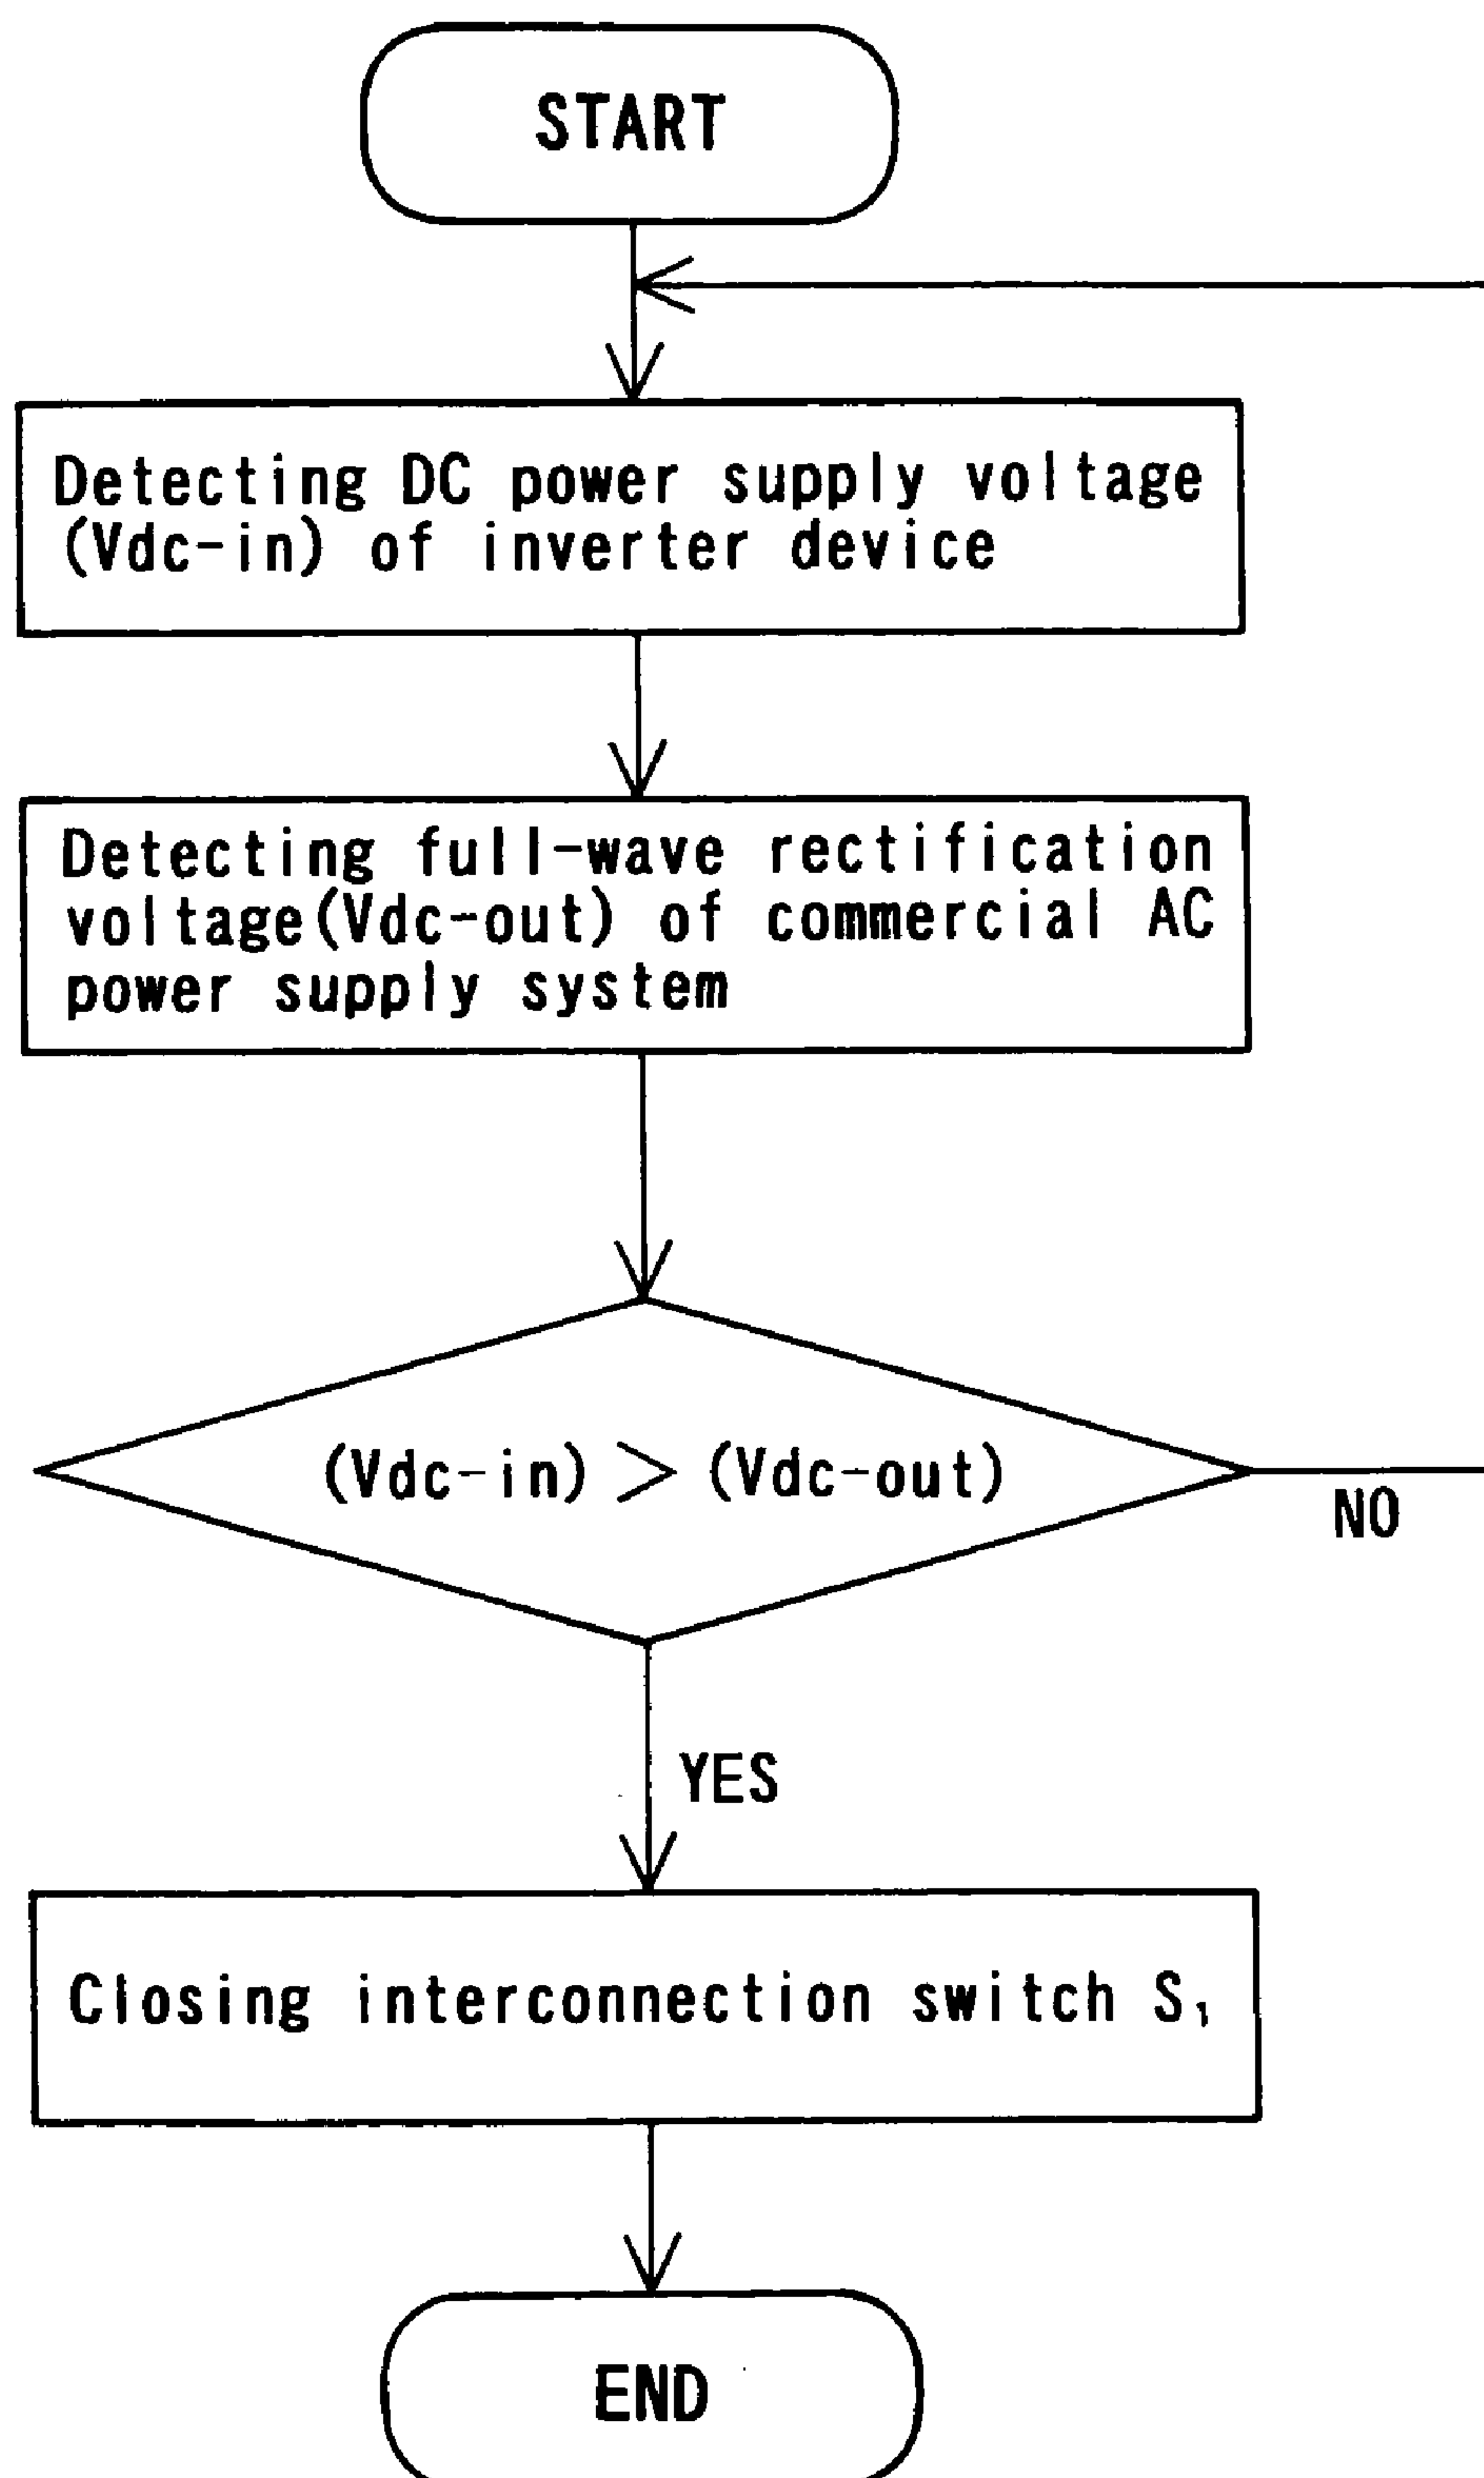 START
Detecting DC power supply voltage
(Vdc-in) of inverter device
Detecting full-wave rectification
voltage(Vdc-out) of commercial AC
power supply system
(Vdc-in) > (Vdc-out)
NO
YES
Closing interconnection switch S₁
END